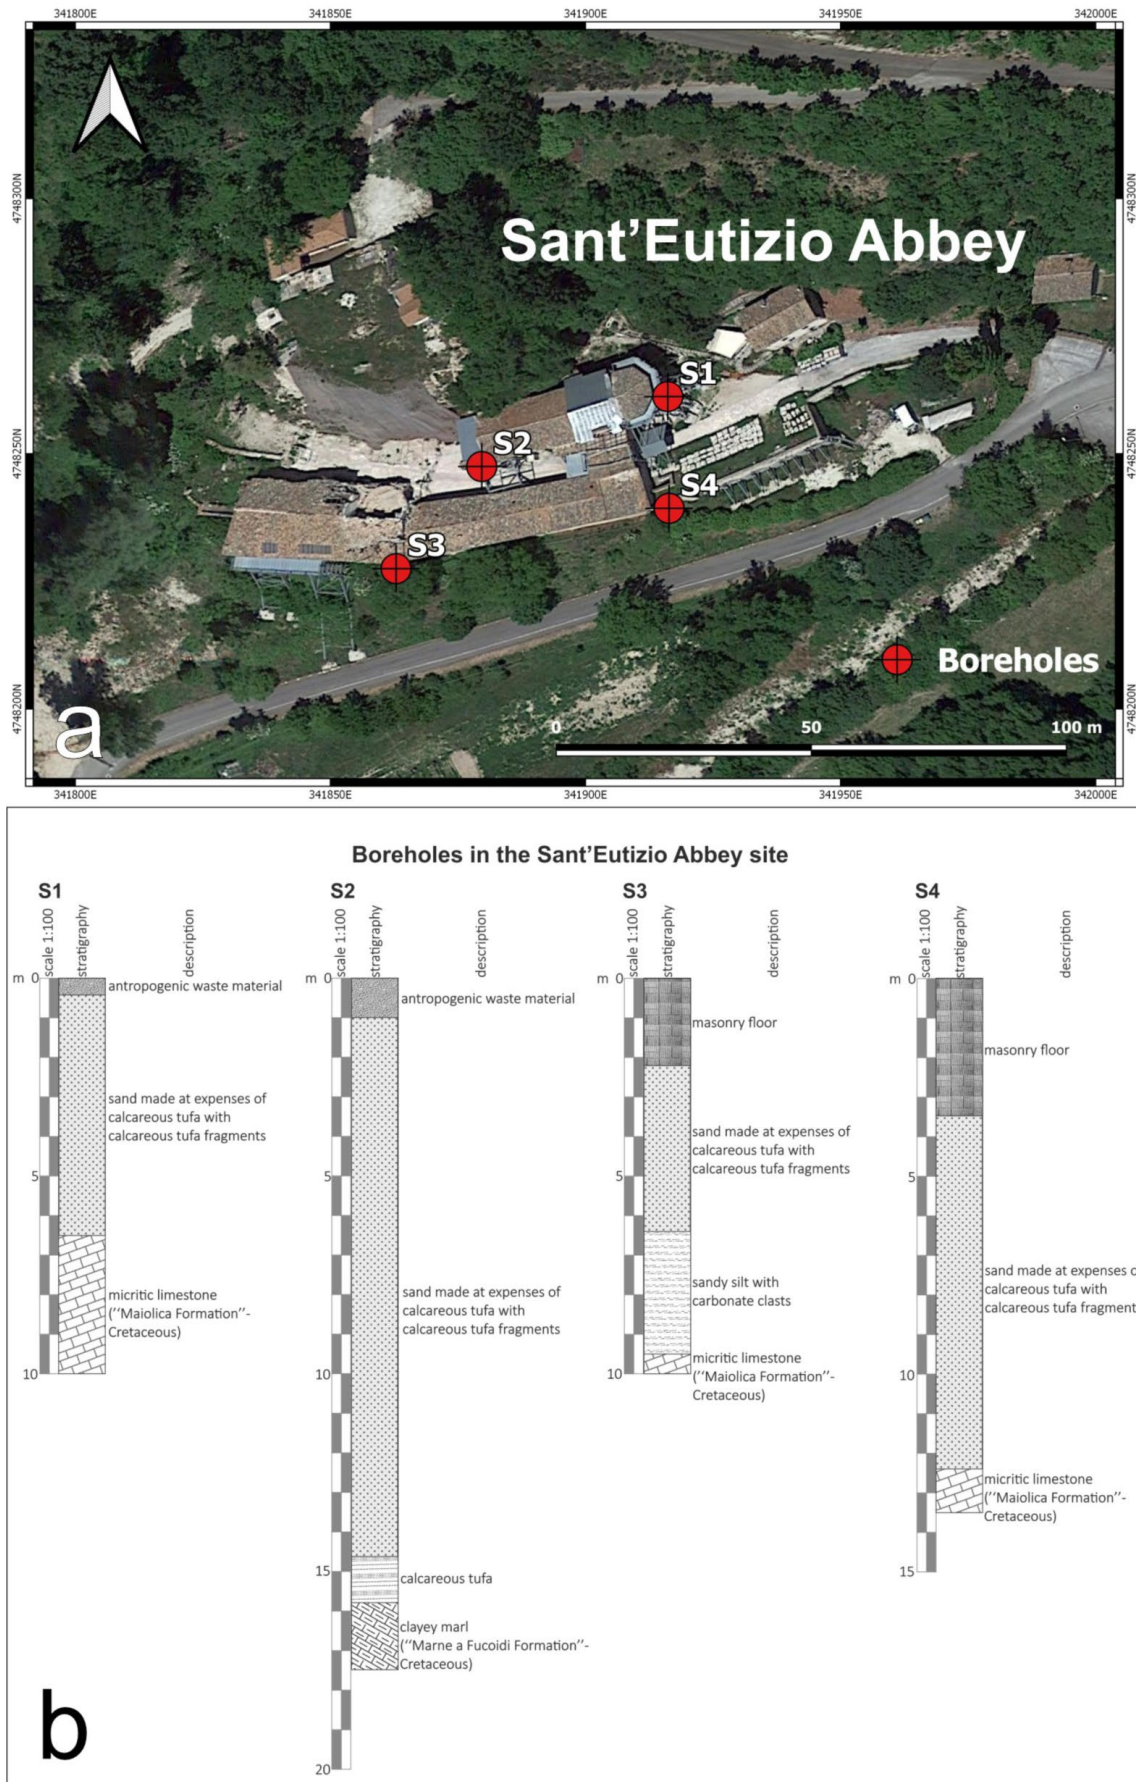 341800E 341850E 341900E 341950E 342000E
4748300N 4748300N
Sant'Eutizio Abbey
S1
4748250N 4748250N
S2
S4
S3
Boreholes
4748200N 4748200N
a
0 50 100 m
341800E 341850E 341900E 341950E 342000E
Boreholes in the Sant'Eutizio Abbey site
S1
scale 1:100
stratigraphy
description
m 0
antropogenic waste material
sand made at expenses of
calcareous tufa with
calcareous tufa fragments
5
micritic limestone
(''Maiolica Formation''-
Cretaceous)
10
S2
scale 1:100
stratigraphy
description
0
antropogenic waste material
5
sand made at expenses of
calcareous tufa with
calcareous tufa fragments
10
15
calcareous tufa
clayey marl
(''Marne a Fucoidi Formation''-
Cretaceous)
20
S3
scale 1:100
stratigraphy
description
m 0
masonry floor
sand made at expenses of
calcareous tufa with
calcareous tufa fragments
5
sandy silt with
carbonate clasts
micritic limestone
10
(''Maiolica Formation''-
Cretaceous)
S4
scale 1:100
stratigraphy
description
m 0
masonry floor
5
sand made at expenses o
calcareous tufa with
calcareous tufa fragment
10
micritic limestone
(''Maiolica Formation''-
Cretaceous)
15
b